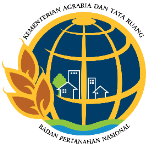 KEMENTERIAN AGRARIA DAN TATA RUANG
BADAN PERTANAHAN NASIONAL